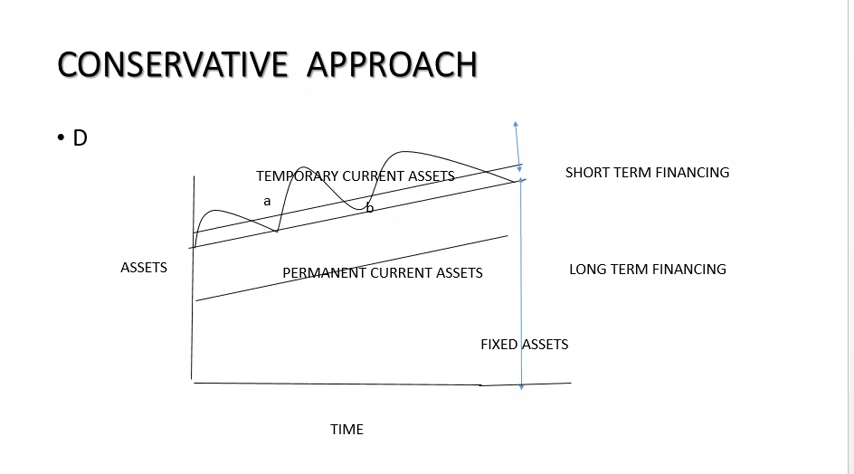 CONSERVATIVE APPROACH
• D
TEMPORARY CURRENT ASSETS
SHORT TERM FINANCING
a
b
ASSETS
PERMANENT CURRENT ASSETS
LONG TERM FINANCING
FIXED ASSETS
TIME